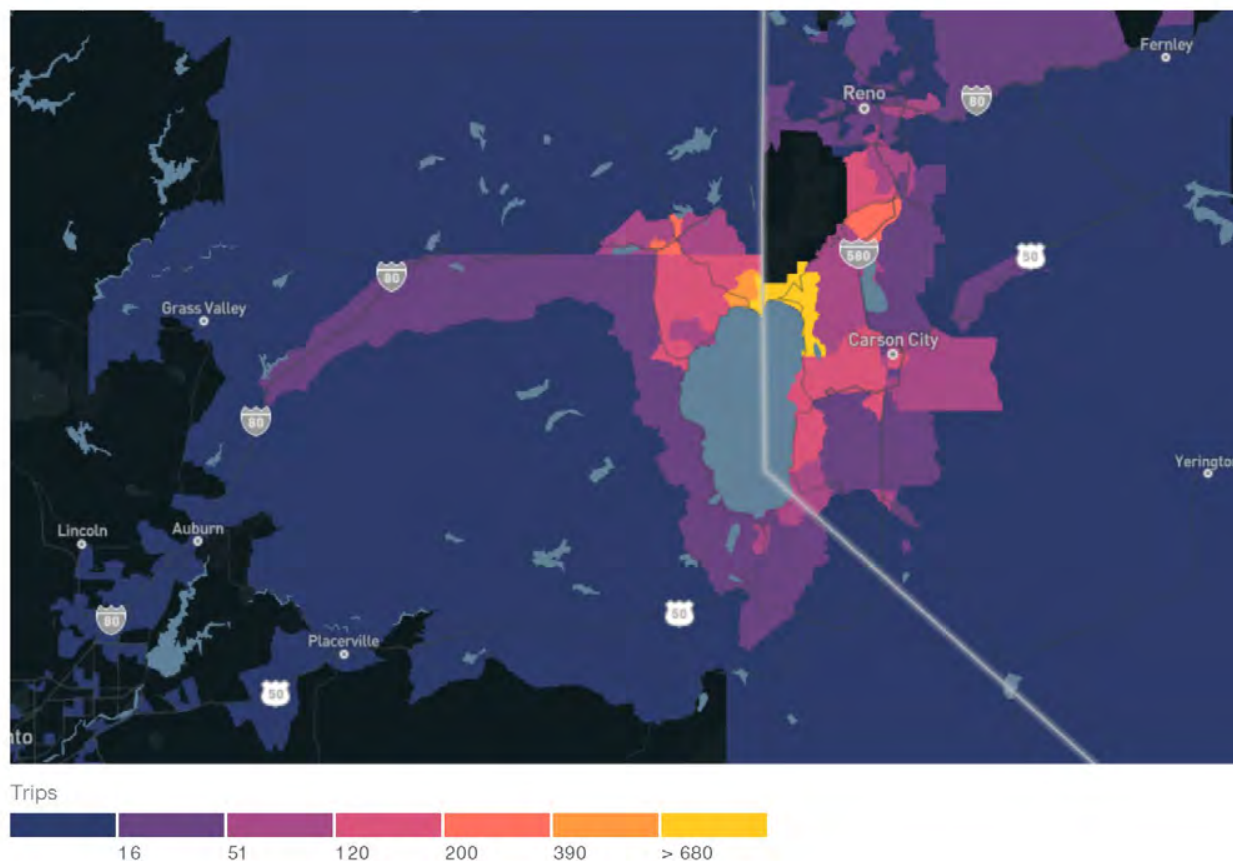 Fernley
Reno
80
580
50
80
Grass Valley
Carson City
80
Yerington
Lincoln
Auburn
80
50
Placerville
50
nto
Trips
16 51 120 200 390 > 680